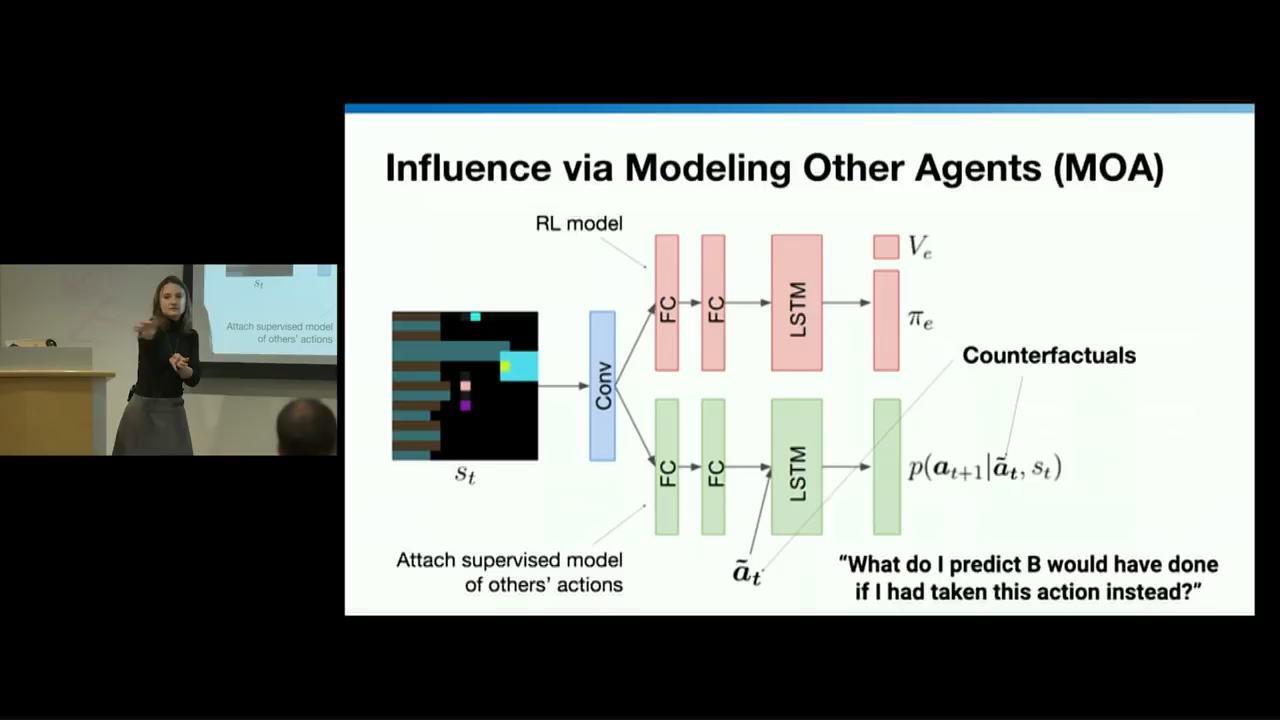 Influence via Modeling Other Agents (MOA)
RL model
Conv
FC
FC
LSTM
V_e
π_e
Counterfactuals
s_t
FC
FC
LSTM
p(a_{t+1}|ã_t, s_t)
Attach supervised model
of others' actions
ã_t
“What do I predict B would have done
if I had taken this action instead?”
s_t
Attach supervised model
of others' actions